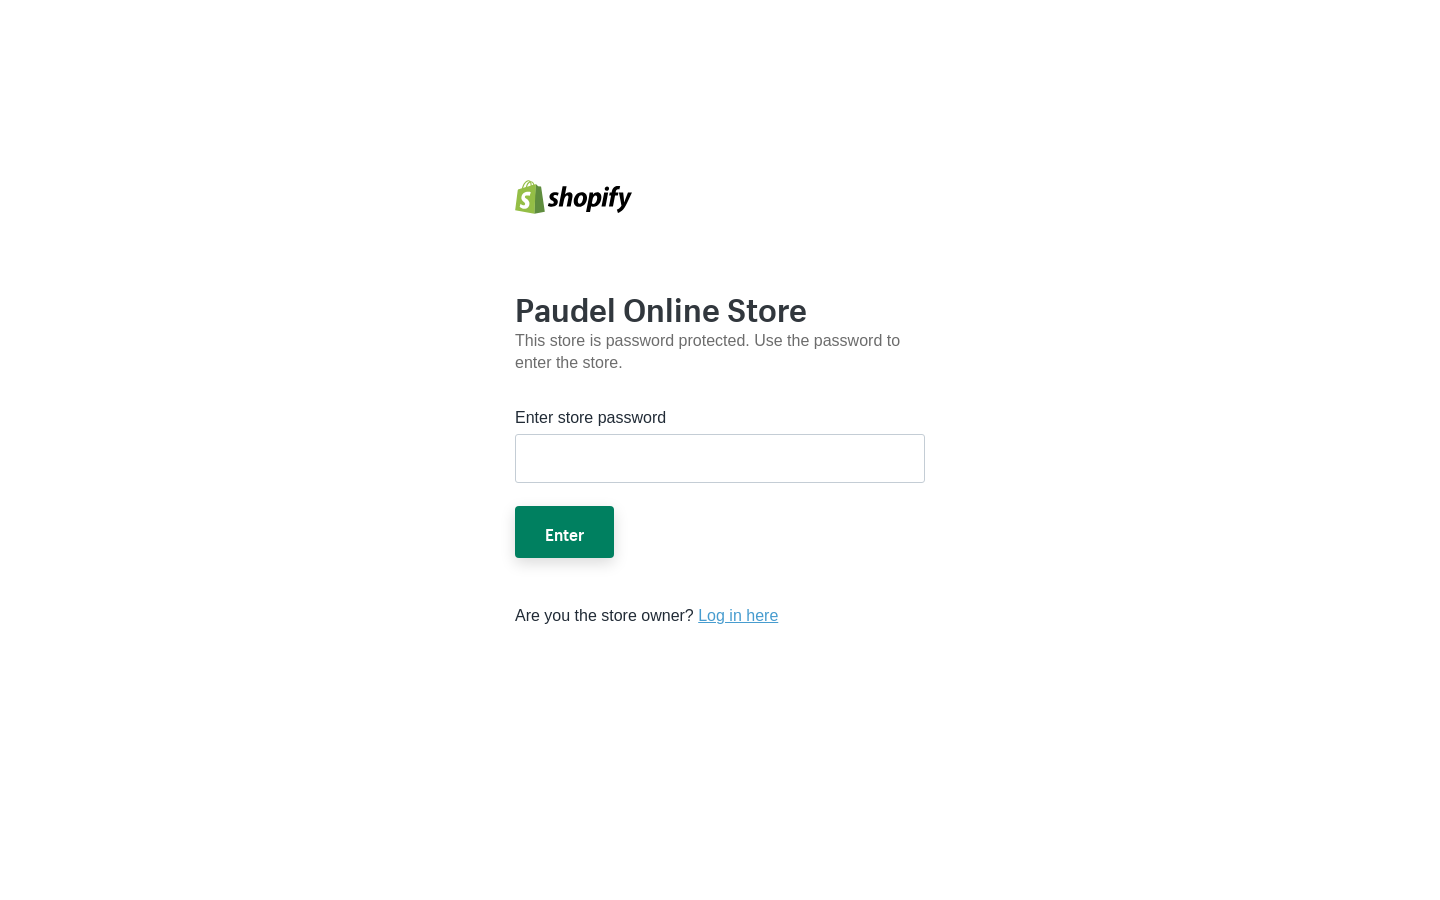 shopify
Paudel Online Store
This store is password protected. Use the password to
enter the store.
Enter store password
Enter
Are you the store owner? Log in here